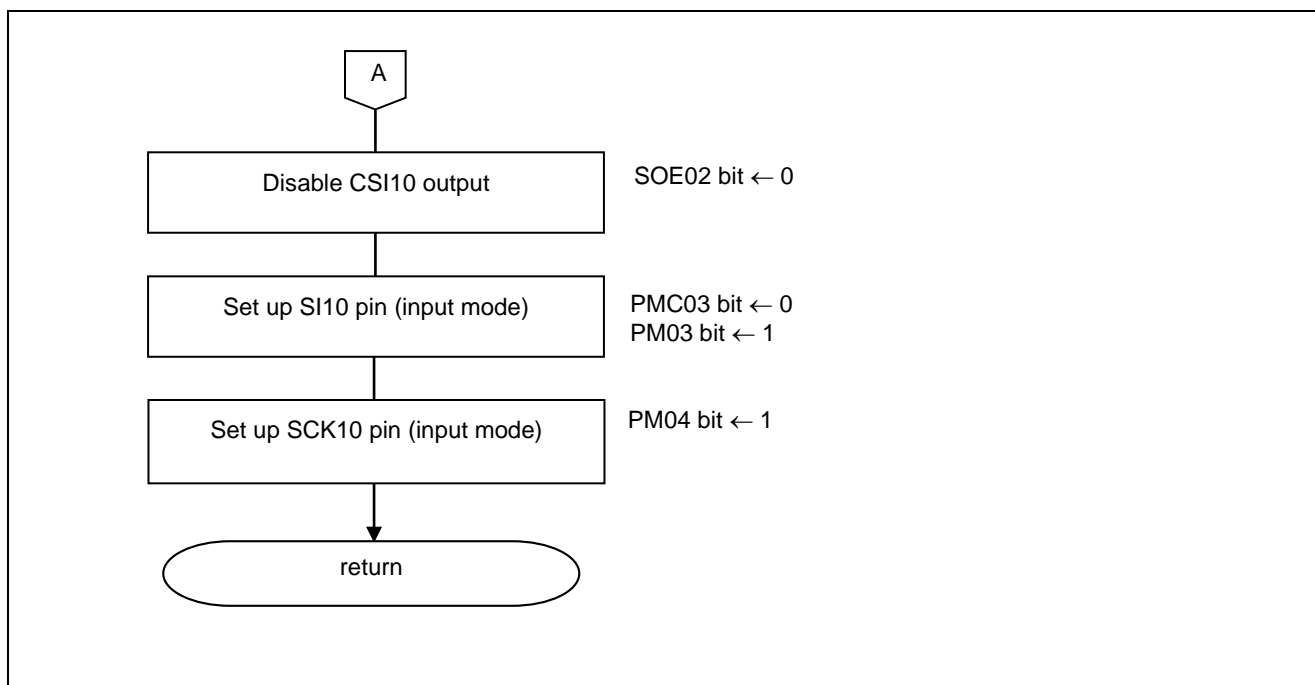 A
Disable CSI10 output
SOE02 bit ← 0
Set up SI10 pin (input mode)
PMC03 bit ← 0
PM03 bit ← 1
Set up SCK10 pin (input mode)
PM04 bit ← 1
return